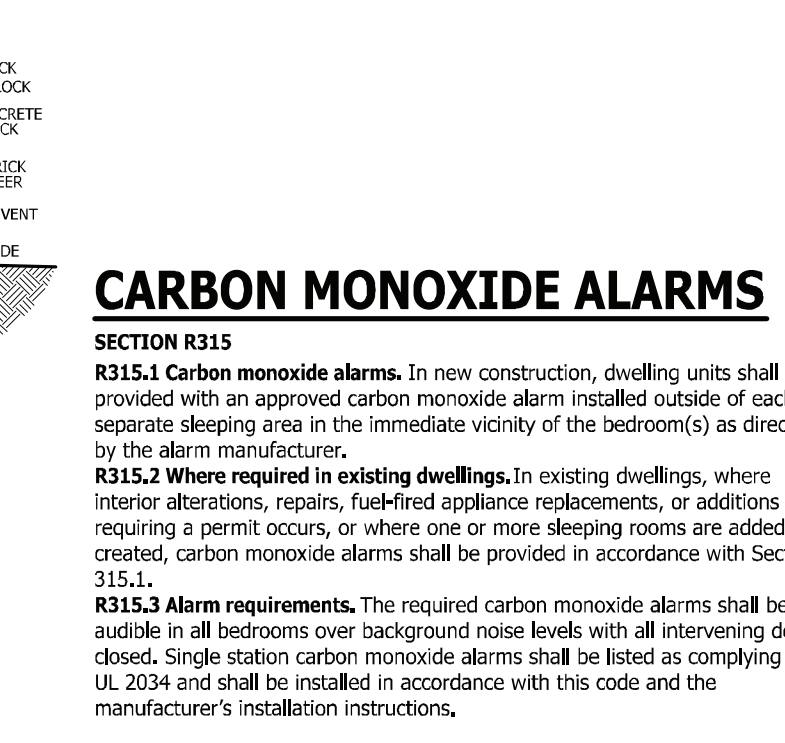 CK
OCK
CRETE
CK
RICK
EER
VENT
DE
CARBON MONOXIDE ALARMS
SECTION R315
R315.1 Carbon monoxide alarms. In new construction, dwelling units shall
provided with an approved carbon monoxide alarm installed outside of eac
separate sleeping area in the immediate vicinity of the bedroom(s) as direc
by the alarm manufacturer.
R315.2 Where required in existing dwellings. In existing dwellings, where
interior alterations, repairs, fuel-fired appliance replacements, or additions
requiring a permit occurs, or where one or more sleeping rooms are added
created, carbon monoxide alarms shall be provided in accordance with Sec
315.1.
R315.3 Alarm requirements. The required carbon monoxide alarms shall be
audible in all bedrooms over background noise levels with all intervening d
closed. Single station carbon monoxide alarms shall be listed as complying
UL 2034 and shall be installed in accordance with this code and the
manufacturer's installation instructions.